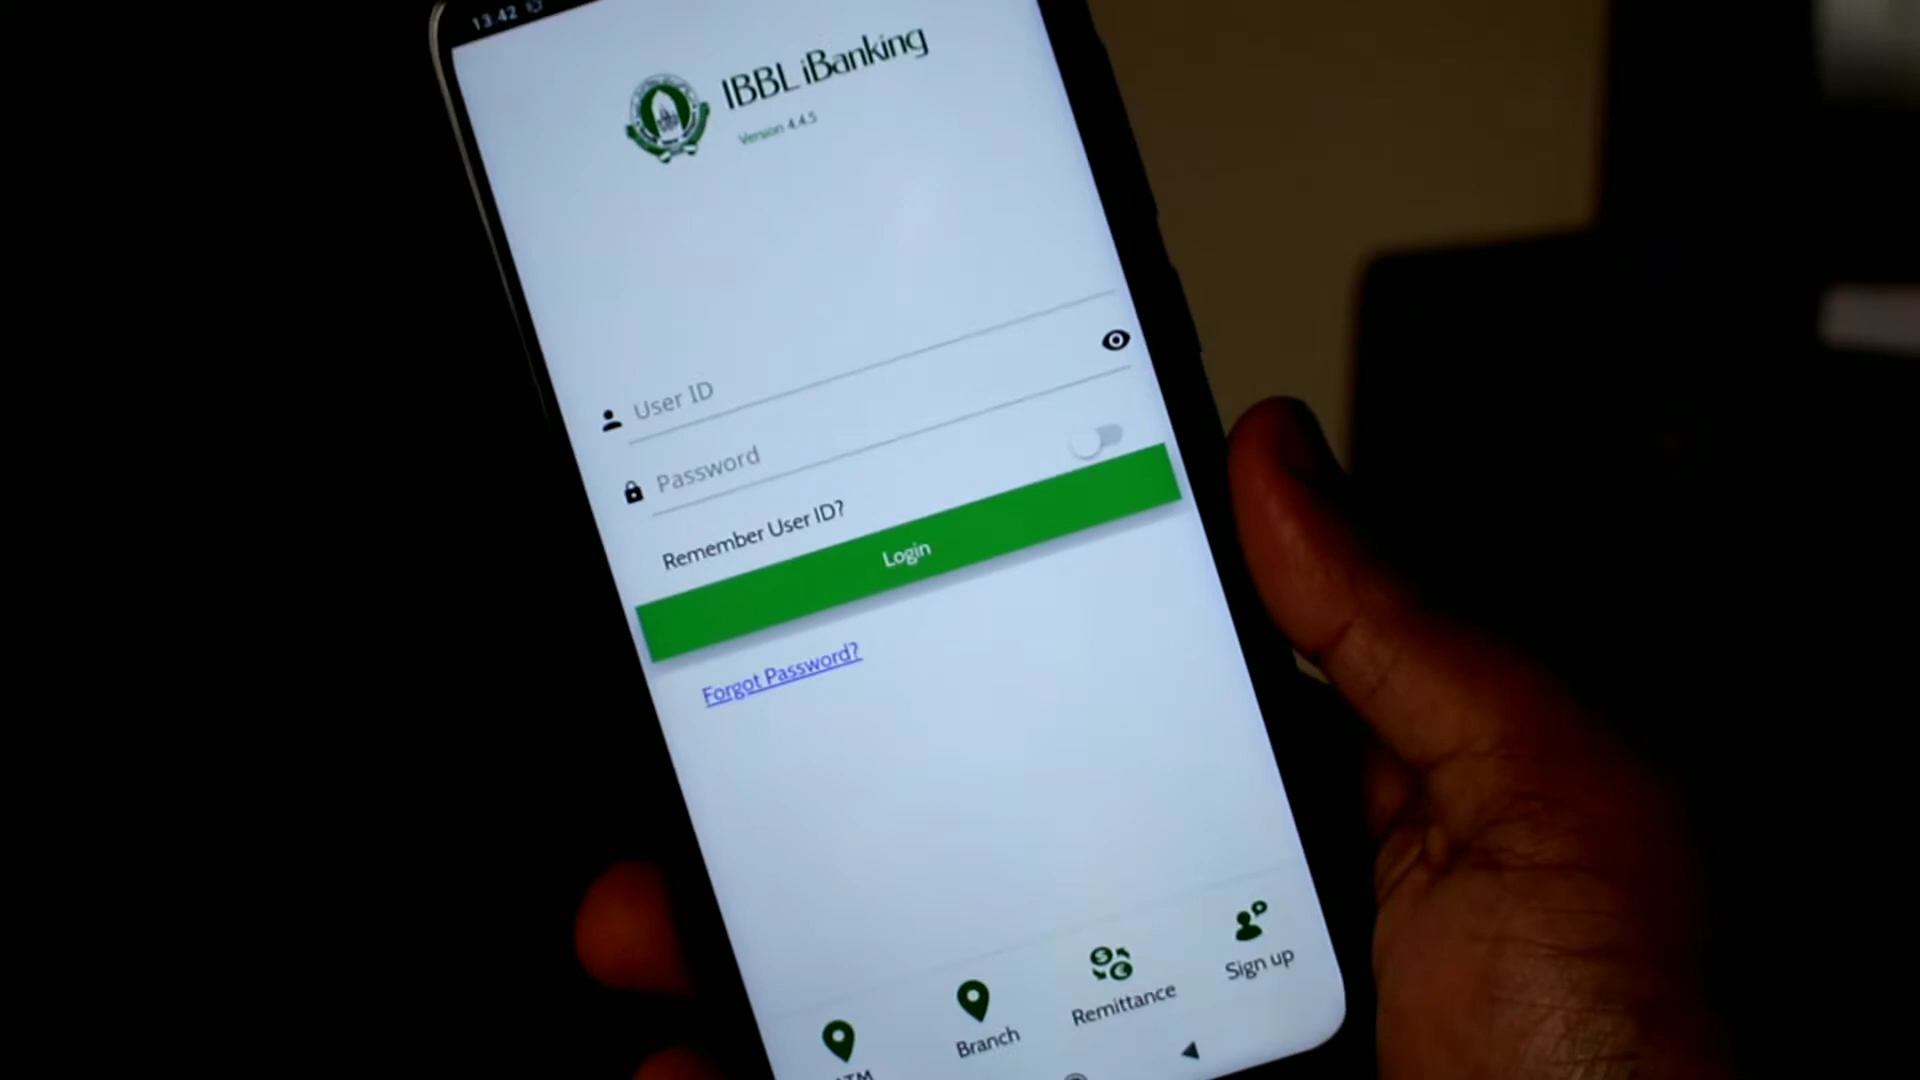 13:42
IBBL iBanking
Version 4.4.5
User ID
Password
Remember User ID?
Login
Forgot Password?
ATM
Branch
Remittance
Sign up